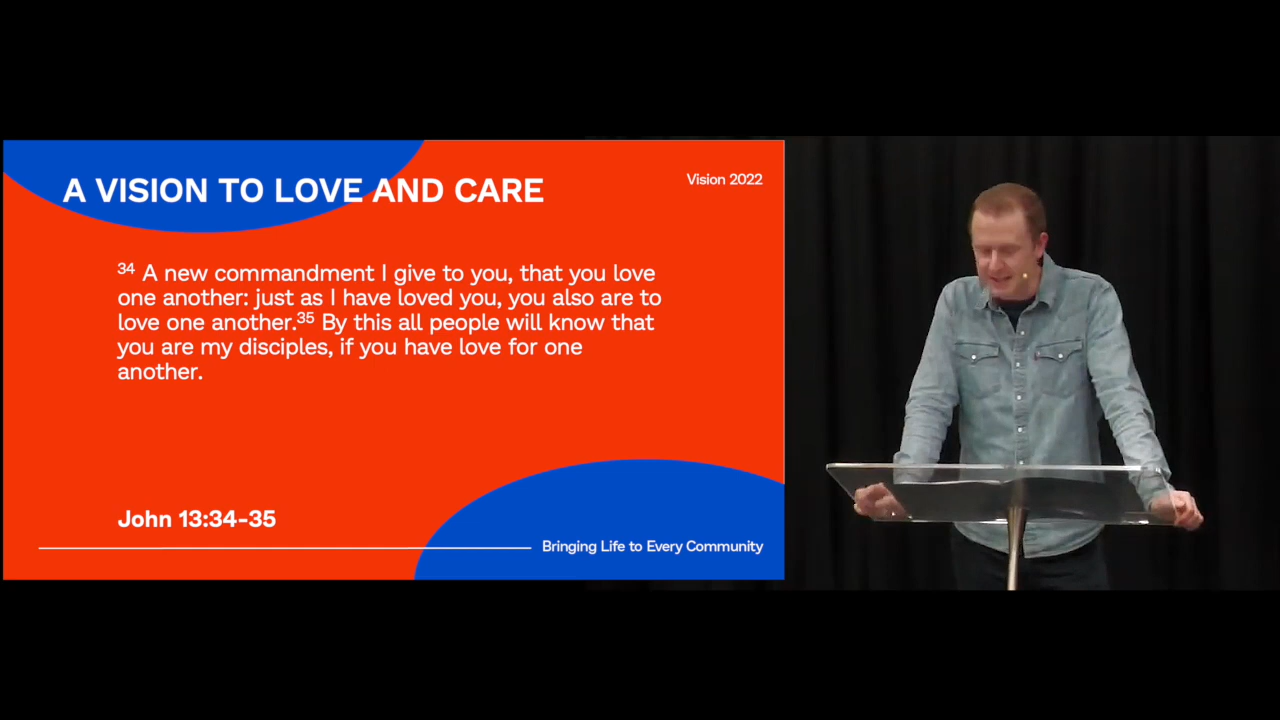 A VISION TO LOVE AND CARE
Vision 2022
³⁴ A new commandment I give to you, that you love
one another: just as I have loved you, you also are to
love one another.³⁵ By this all people will know that
you are my disciples, if you have love for one
another.
John 13:34-35
Bringing Life to Every Community